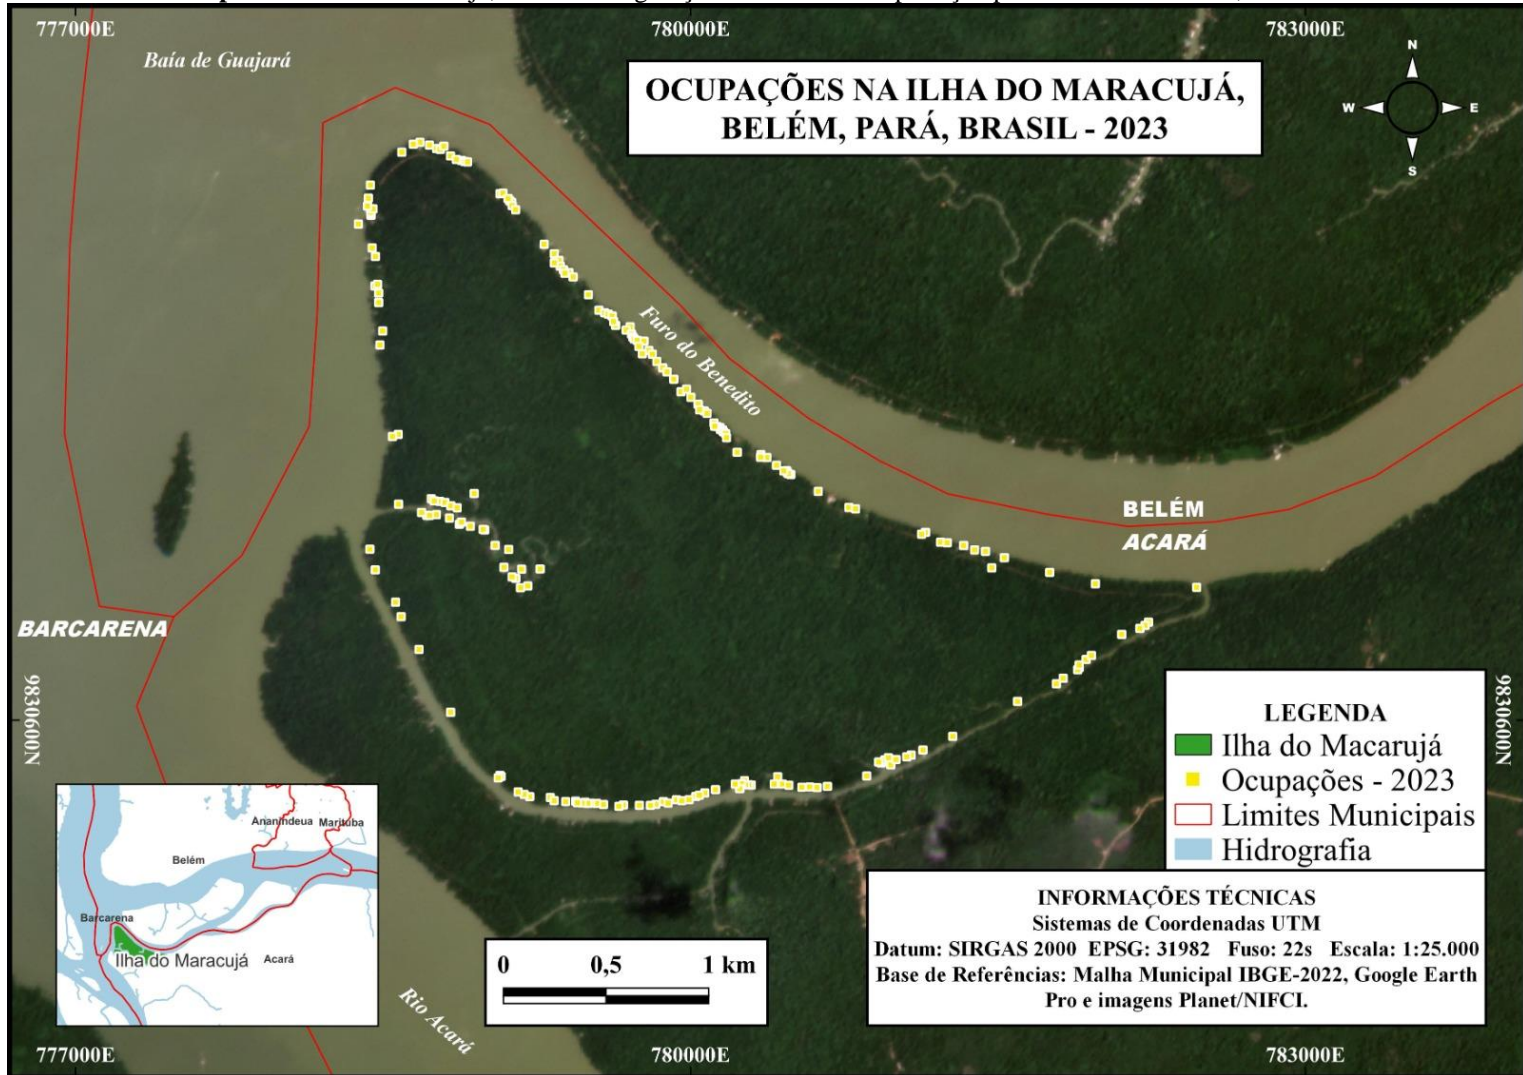 777000E
780000E
783000E
Baía de Guajará
OCUPAÇÕES NA ILHA DO MARACUJÁ,
BELÉM, PARÁ, BRASIL - 2023
N
W
E
S
Furo do Benedito
BELÉM
ACARÁ
BARCARENA
9830600N
9830600N
LEGENDA
Ilha do Macarujá
Ocupações - 2023
Limites Municipais
Hidrografia
Ananindeua
Marituba
Belém
Barcarena
Ilha do Maracujá
Acará
Rio Acará
0
0,5
1 km
INFORMAÇÕES TÉCNICAS
Sistemas de Coordenadas UTM
Datum: SIRGAS 2000 EPSG: 31982 Fuso: 22s Escala: 1:25.000
Base de Referências: Malha Municipal IBGE-2022, Google Earth
Pro e imagens Planet/NIFCI.
777000E
780000E
783000E